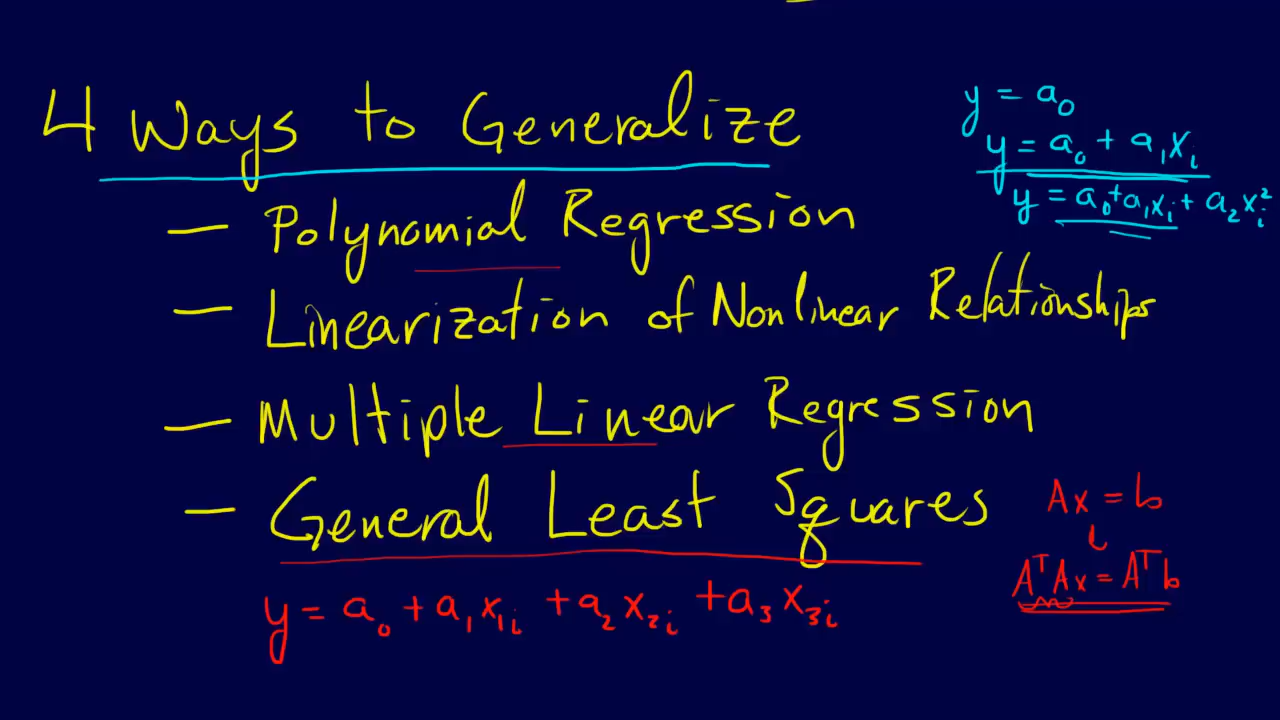 4 Ways to Generalize
y = a₀
y = a₀ + a₁xᵢ
y = a₀ + a₁xᵢ + a₂xᵢ²
— Polynomial Regression
— Linearization of Nonlinear Relationships
— Multiple Linear Regression
— General Least Squares
Ax = b
AᵀAx = Aᵀb
y = a₀ + a₁x₁ᵢ + a₂x₂ᵢ + a₃x₃ᵢ